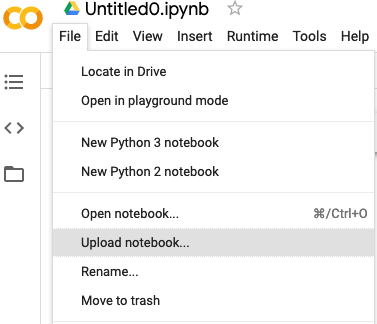 Untitled0.ipynb
File Edit View Insert Runtime Tools Help
Locate in Drive
Open in playground mode
New Python 3 notebook
New Python 2 notebook
Open notebook... ⌘/Ctrl+O
Upload notebook...
Rename...
Move to trash